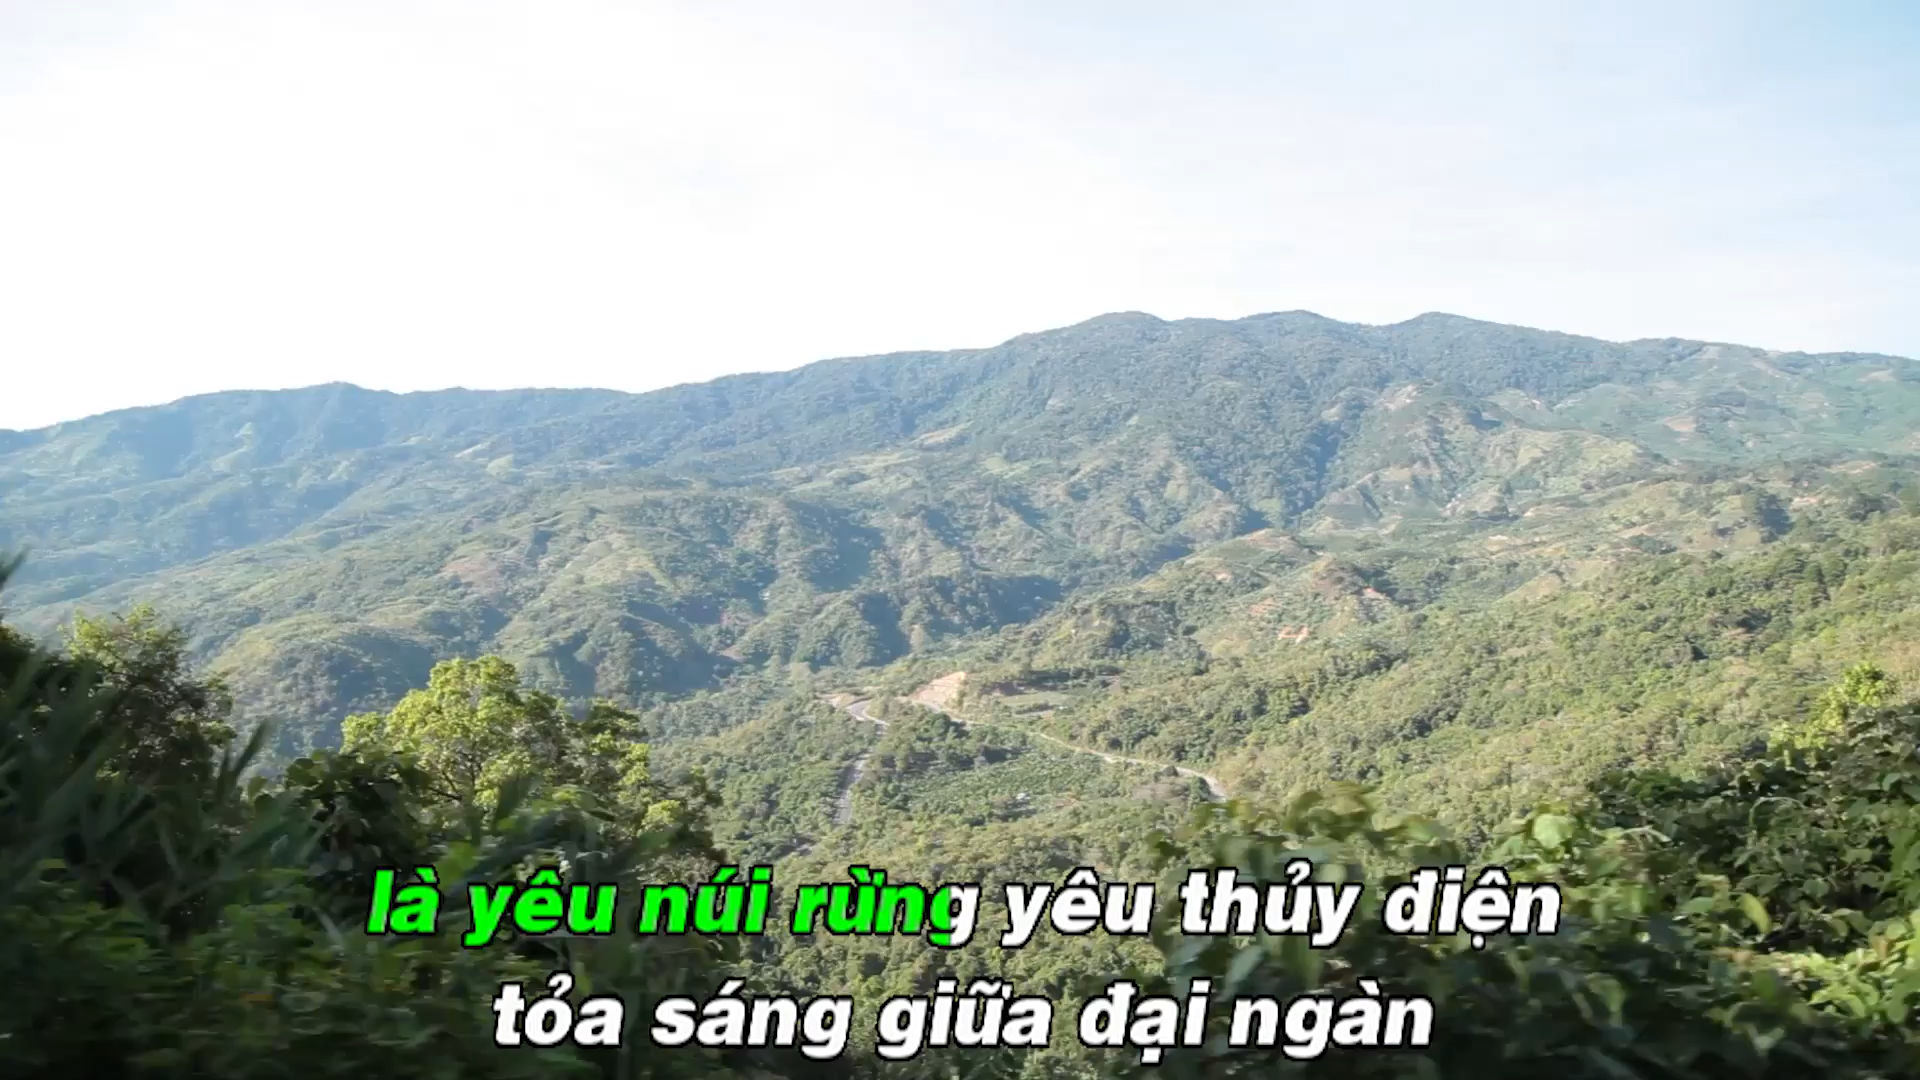 là yêu núi rừng yêu thủy điện
tỏa sáng giữa đại ngàn